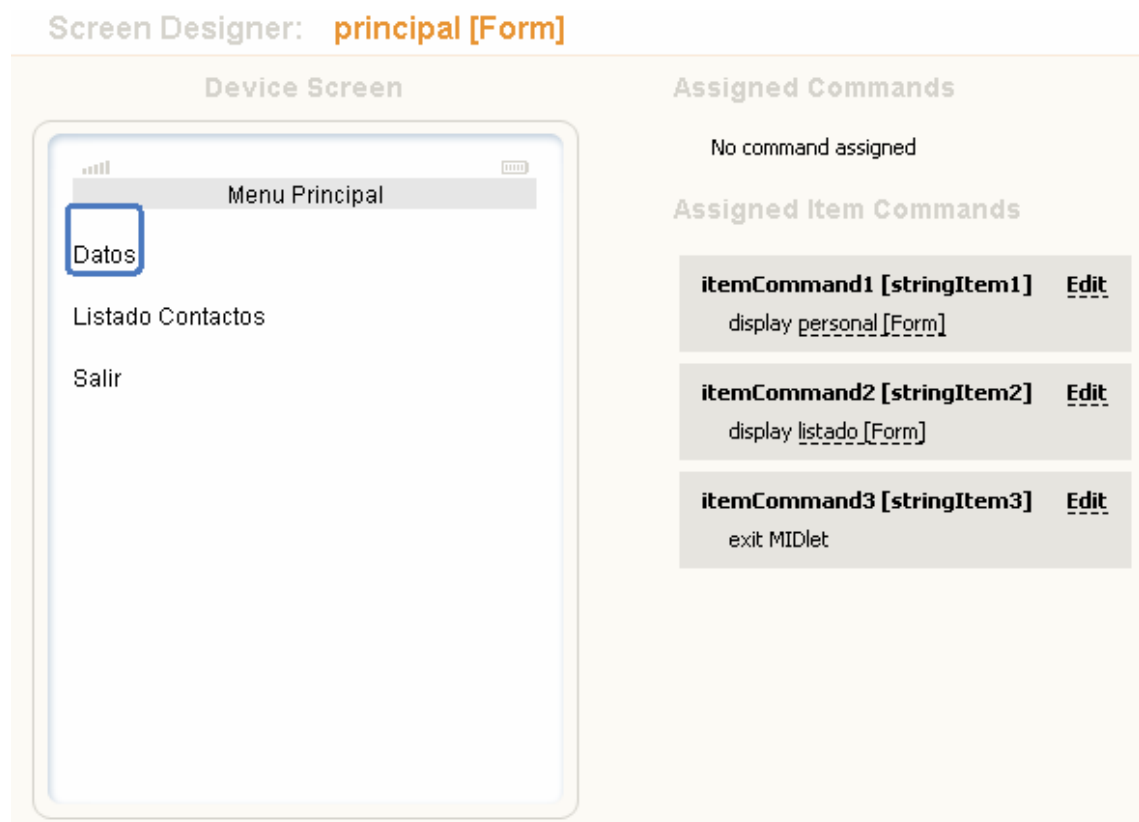 Screen Designer: principal [Form]
Device Screen
Menu Principal
Datos
Listado Contactos
Salir
Assigned Commands
No command assigned
Assigned Item Commands
itemCommand1 [stringItem1] Edit
display personal [Form]
itemCommand2 [stringItem2] Edit
display listado [Form]
itemCommand3 [stringItem3] Edit
exit MIDlet